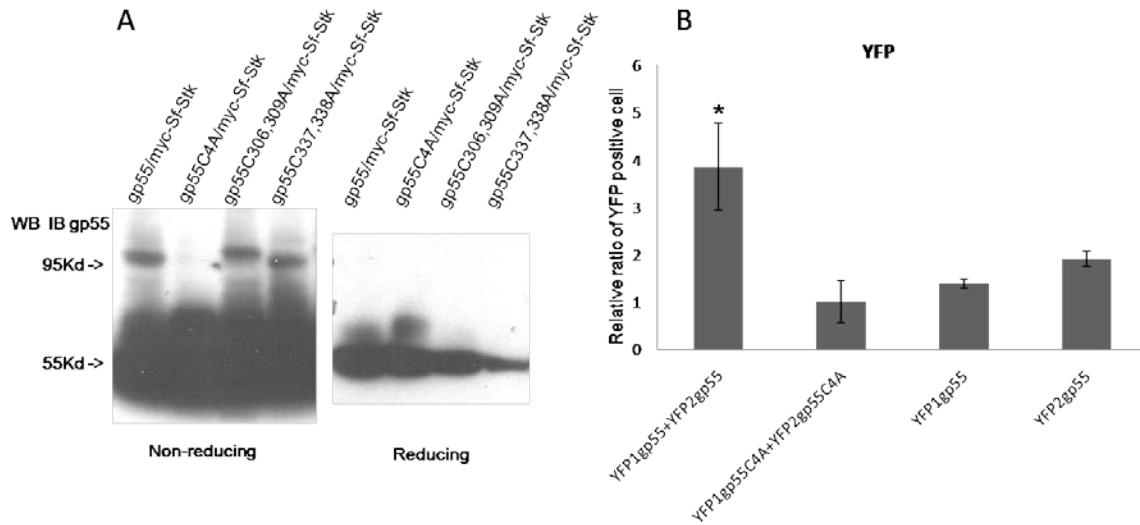 A
gp55/myc-Sf-Stk
gp55C4A/myc-Sf-Stk
gp55C306,309A/myc-Sf-Stk
gp55C337,338A/myc-Sf-Stk
gp55/myc-Sf-Stk
gp55C4A/myc-Sf-Stk
gp55C306,309A/myc-Sf-Stk
gp55C337,338A/myc-Sf-Stk
WB IB gp55
95Kd ->
55Kd ->
Non-reducing
Reducing
B
YFP
Relative ratio of YFP positive cell
6
5
4
3
2
1
0
*
YFP1gp55+YFP2gp55
YFP1gp55C4A+YFP2gp55C4A
YFP1gp55
YFP2gp55